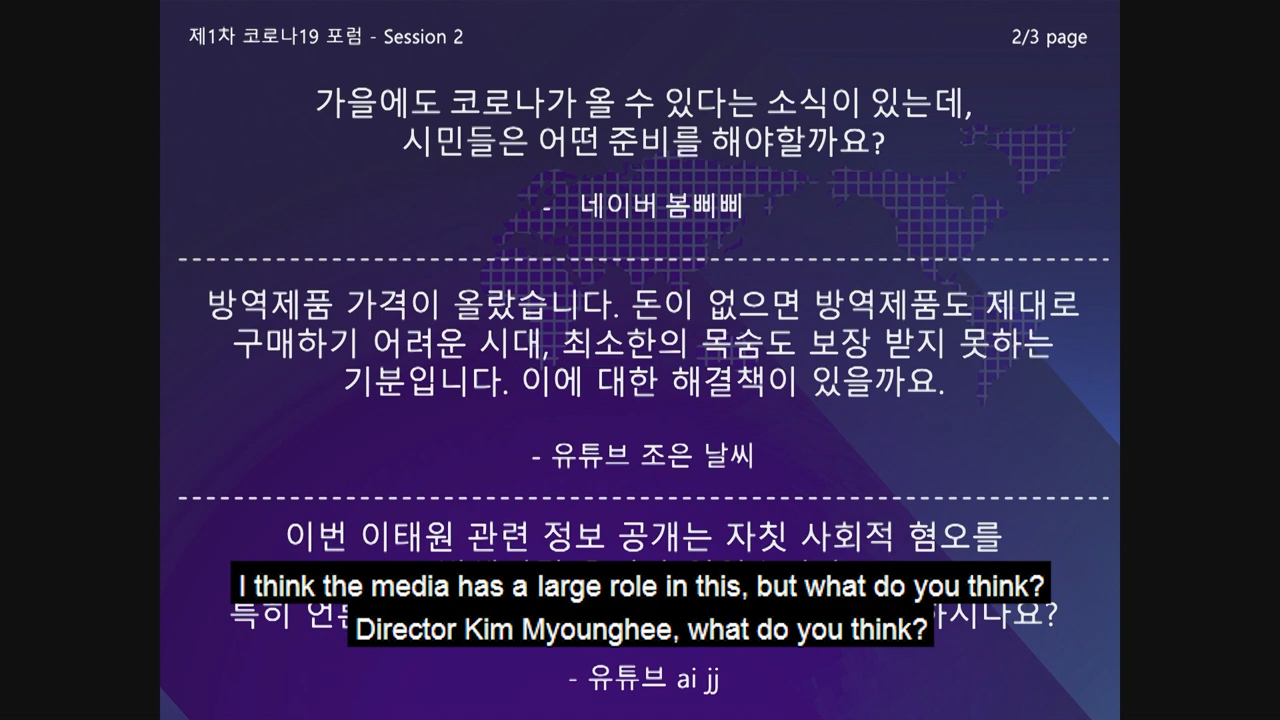 제1차 코로나19 포럼 - Session 2
2/3 page
가을에도 코로나가 올 수 있다는 소식이 있는데,
시민들은 어떤 준비를 해야할까요?
- 네이버 봄삐삐
방역제품 가격이 올랐습니다. 돈이 없으면 방역제품도 제대로
구매하기 어려운 시대, 최소한의 목숨도 보장 받지 못하는
기분입니다. 이에 대한 해결책이 있을까요.
- 유튜브 조은 날씨
이번 이태원 관련 정보 공개는 자칫 사회적 혐오를
I think the media has a large role in this, but what do you think?
특히
Director Kim Myounghee, what do you think?
- 유튜브 ai jj